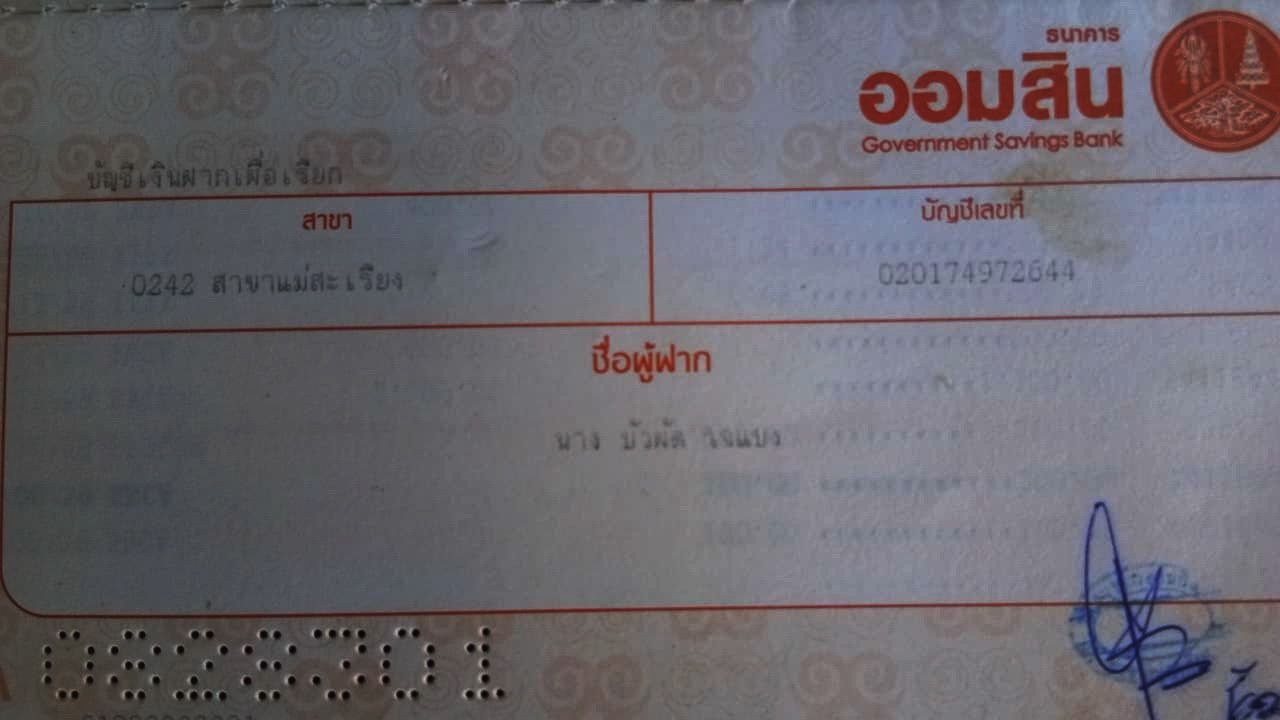 ธนาคาร
ออมสิน
Government Savings Bank
บัญชีเงินฝากเผื่อเรียก
สาขา
บัญชีเลขที่
0242 สาขาแม่สะเรียง
020174972644
ชื่อผู้ฝาก
นาง บัวผัด